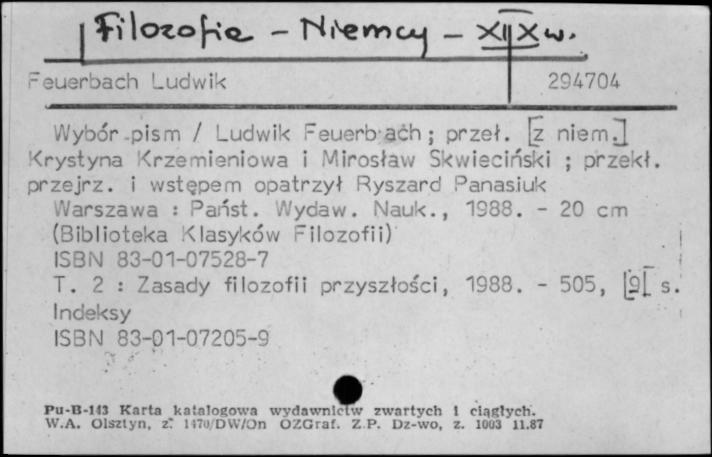 Filozofia - Niemcy - XIX w.
Feuerbach Ludwik 294704
Wybór pism / Ludwik Feuerbach ; przeł. [z niem.]
Krystyna Krzemieniowa i Mirosław Skwieciński ; przekł.
przejrz. i wstępem opatrzył Ryszard Panasiuk
Warszawa : Państ. Wydaw. Nauk., 1988. - 20 cm
(Biblioteka Klasyków Filozofii)
ISBN 83-01-07528-7
T. 2 : Zasady filozofii przyszłości, 1988. - 505, [9] s.
Indeksy
ISBN 83-01-07205-9
Pu-B-143 Karta katalogowa wydawnictw zwartych i ciągłych.
W.A. Olsztyn, z. 1470/DW/On OZGraf. Z.P. Dz-wo, z. 1003 11.87